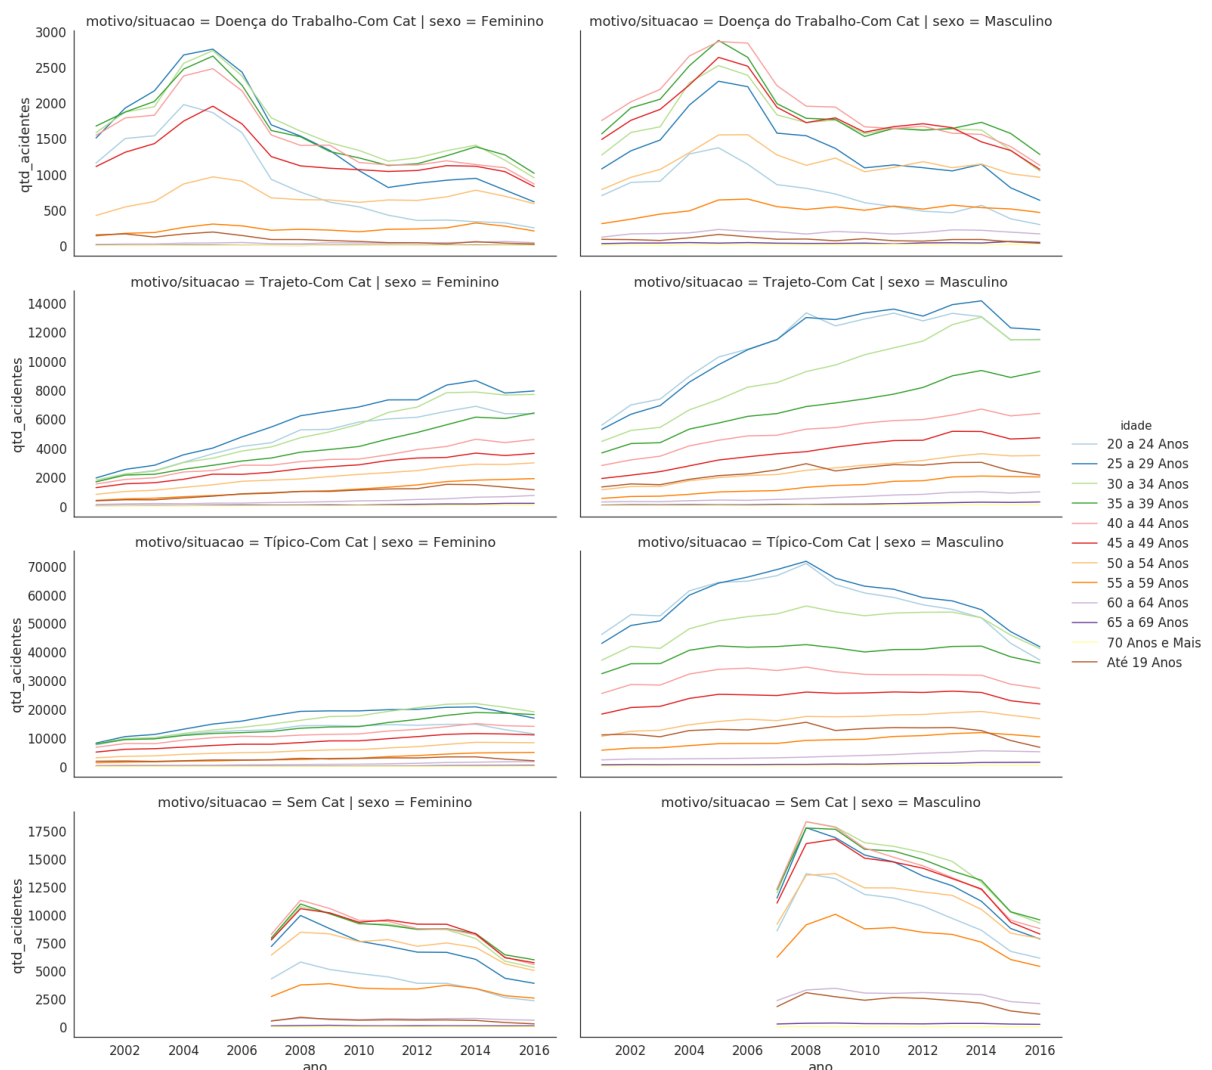 motivo/situacao = Doença do Trabalho-Com Cat | sexo = Feminino
motivo/situacao = Doença do Trabalho-Com Cat | sexo = Masculino
3000
2500
2000
1500
1000
500
0
qtd_acidentes
motivo/situacao = Trajeto-Com Cat | sexo = Feminino
motivo/situacao = Trajeto-Com Cat | sexo = Masculino
14000
12000
10000
8000
6000
4000
2000
0
qtd_acidentes
motivo/situacao = Típico-Com Cat | sexo = Feminino
motivo/situacao = Típico-Com Cat | sexo = Masculino
70000
60000
50000
40000
30000
20000
10000
0
qtd_acidentes
motivo/situacao = Sem Cat | sexo = Feminino
motivo/situacao = Sem Cat | sexo = Masculino
17500
15000
12500
10000
7500
5000
2500
0
qtd_acidentes
2002 2004 2006 2008 2010 2012 2014 2016
ano
2002 2004 2006 2008 2010 2012 2014 2016
ano
idade
20 a 24 Anos
25 a 29 Anos
30 a 34 Anos
35 a 39 Anos
40 a 44 Anos
45 a 49 Anos
50 a 54 Anos
55 a 59 Anos
60 a 64 Anos
65 a 69 Anos
70 Anos e Mais
Até 19 Anos